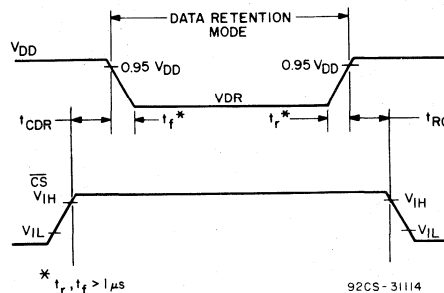 DATA RETENTION
MODE
VDD
0.95 VDD
0.95 VDD
VDR
tCDR
tf*
tr*
tRC
CS
VIH
VIH
VIL
VIL
* tr, tf > 1 μs
92CS-31114